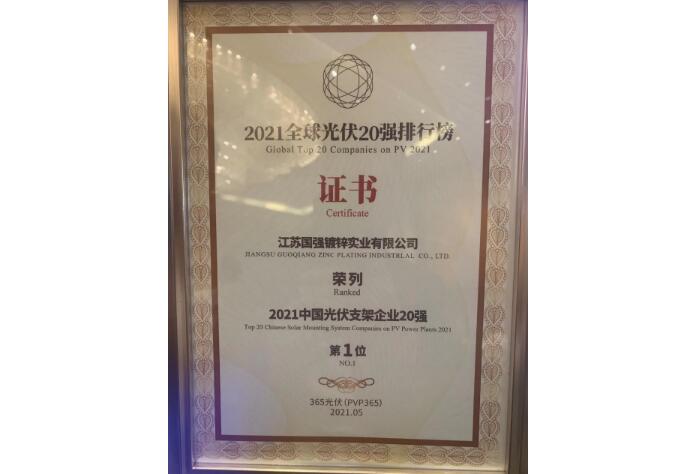 2021全球光伏20强排行榜
Global Top 20 Companies on PV 2021
证书
Certificate
江苏国强镀锌实业有限公司
JIANGSU GUOQIANG ZINC PLATING INDUSTRLAL CO., LTD.
荣列
Ranked
2021中国光伏支架企业20强
Top 20 Chinese Solar Mounting System Companies on PV Power Plants 2021
第1位
NO.1
365光伏(PVP365)
2021.05